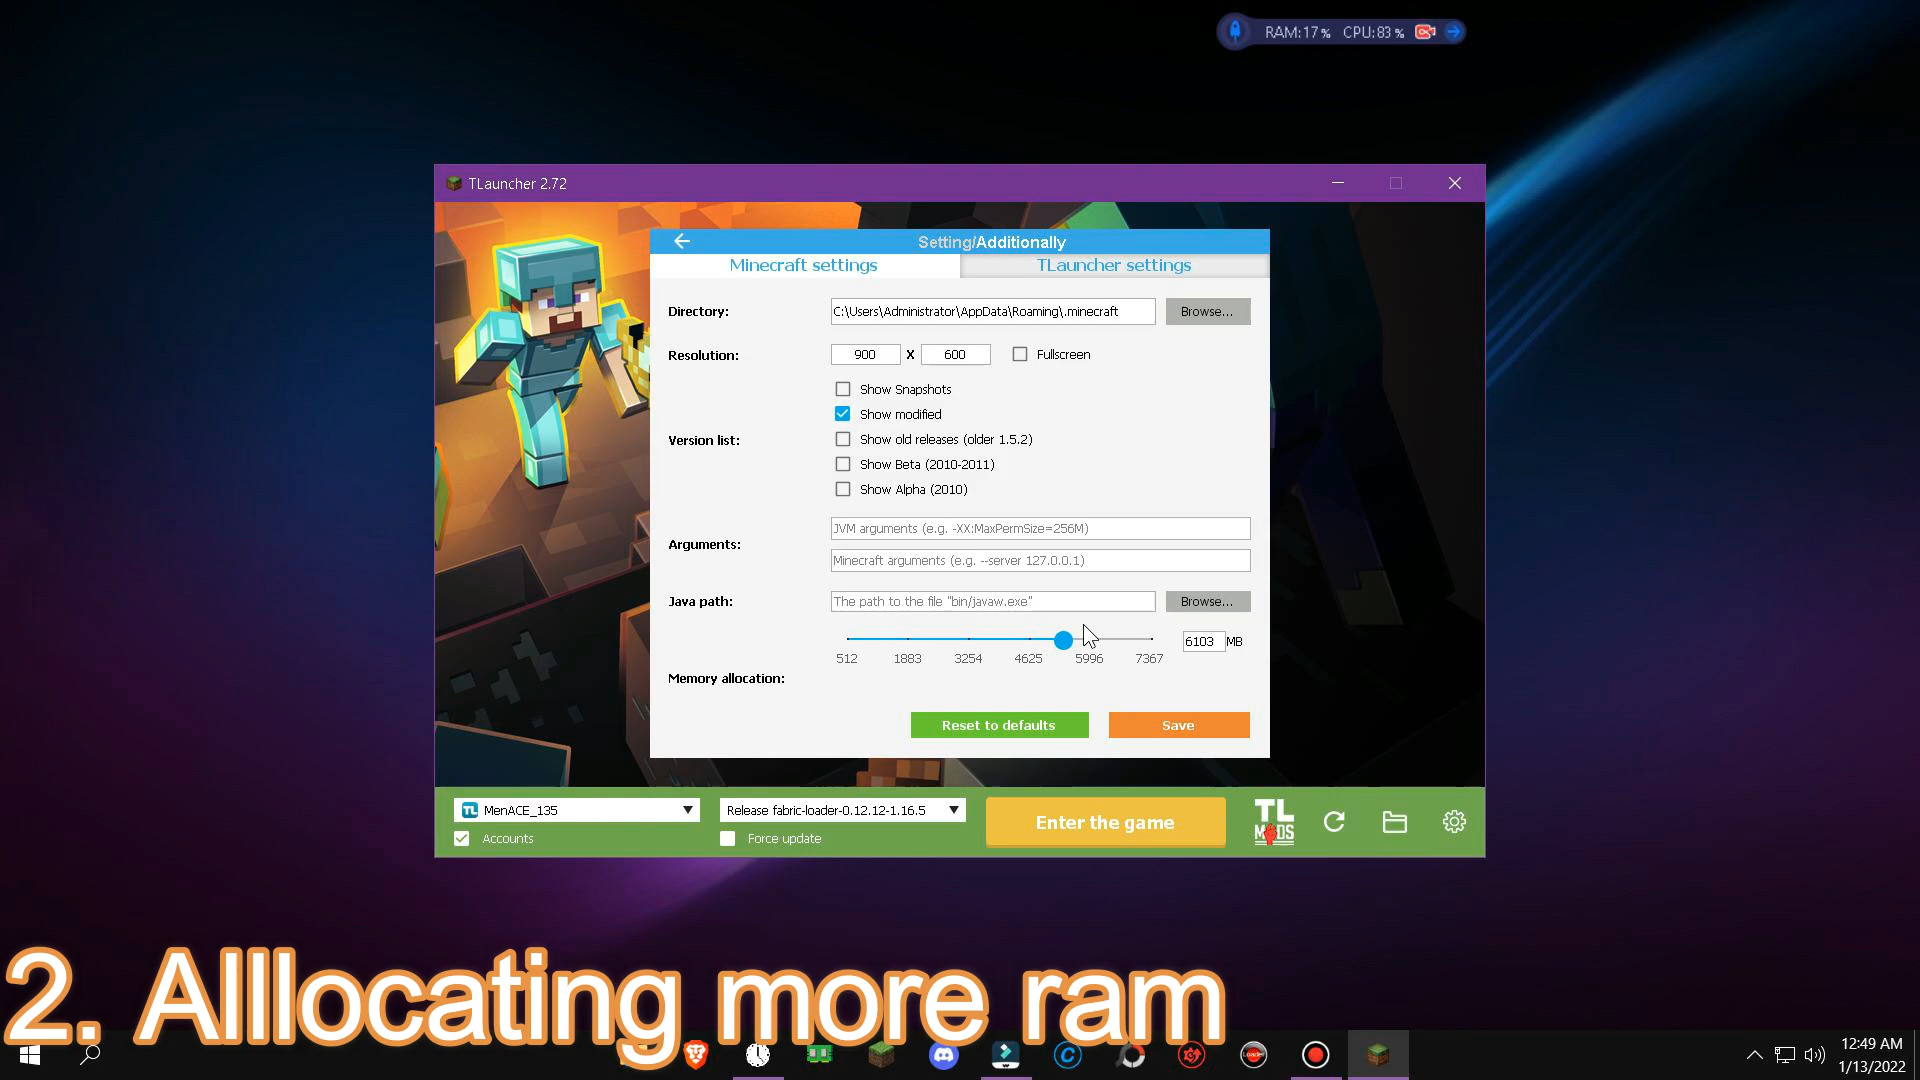 RAM:17% CPU:83%
TLauncher 2.72
Setting/Additionally
Minecraft settings TLauncher settings
Directory: C:\Users\Administrator\AppData\Roaming\.minecraft Browse...
Resolution: 900 X 600 Fullscreen
Show Snapshots
Show modified
Version list:
Show old releases (older 1.5.2)
Show Beta (2010-2011)
Show Alpha (2010)
JVM arguments (e.g. -XX:MaxPermSize=256M)
Arguments:
Minecraft arguments (e.g. --server 127.0.0.1)
Java path: The path to the file "bin/javaw.exe" Browse...
6103 MB
512 1883 3254 4625 5996 7367
Memory allocation:
Reset to defaults Save
TL MenACE_135 Release fabric-loader-0.12.12-1.16.5 Enter the game TL MODS
Accounts Force update
2. Alllocating more ram
Loader
12:49 AM
1/13/2022